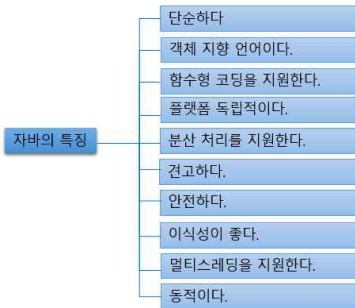 자바의 특징
단순하다
객체 지향 언어이다.
함수형 코딩을 지원한다.
플랫폼 독립적이다.
분산 처리를 지원한다.
견고하다.
안전하다.
이식성이 좋다.
멀티스레딩을 지원한다.
동적이다.